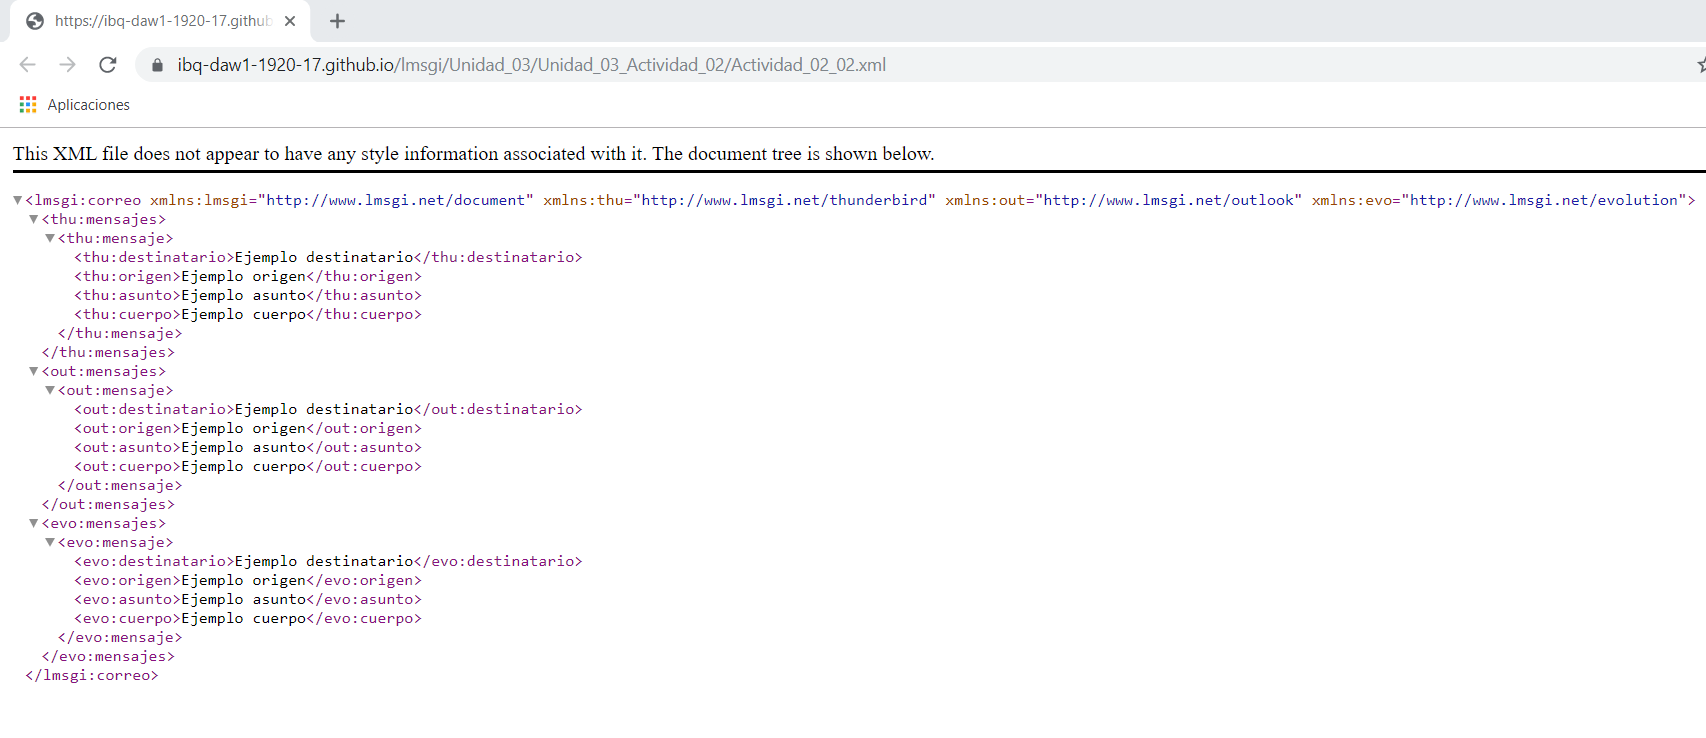 https://ibq-daw1-1920-17.github
ibq-daw1-1920-17.github.io/lmsgi/Unidad_03/Unidad_03_Actividad_02/Actividad_02_02.xml
Aplicaciones
This XML file does not appear to have any style information associated with it. The document tree is shown below.
<lmsgi:correo xmlns:lmsgi="http://www.lmsgi.net/document" xmlns:thu="http://www.lmsgi.net/thunderbird" xmlns:out="http://www.lmsgi.net/outlook" xmlns:evo="http://www.lmsgi.net/evolution">
<thu:mensajes>
<thu:mensaje>
<thu:destinatario>Ejemplo destinatario</thu:destinatario>
<thu:origen>Ejemplo origen</thu:origen>
<thu:asunto>Ejemplo asunto</thu:asunto>
<thu:cuerpo>Ejemplo cuerpo</thu:cuerpo>
</thu:mensaje>
</thu:mensajes>
<out:mensajes>
<out:mensaje>
<out:destinatario>Ejemplo destinatario</out:destinatario>
<out:origen>Ejemplo origen</out:origen>
<out:asunto>Ejemplo asunto</out:asunto>
<out:cuerpo>Ejemplo cuerpo</out:cuerpo>
</out:mensaje>
</out:mensajes>
<evo:mensajes>
<evo:mensaje>
<evo:destinatario>Ejemplo destinatario</evo:destinatario>
<evo:origen>Ejemplo origen</evo:origen>
<evo:asunto>Ejemplo asunto</evo:asunto>
<evo:cuerpo>Ejemplo cuerpo</evo:cuerpo>
</evo:mensaje>
</evo:mensajes>
</lmsgi:correo>